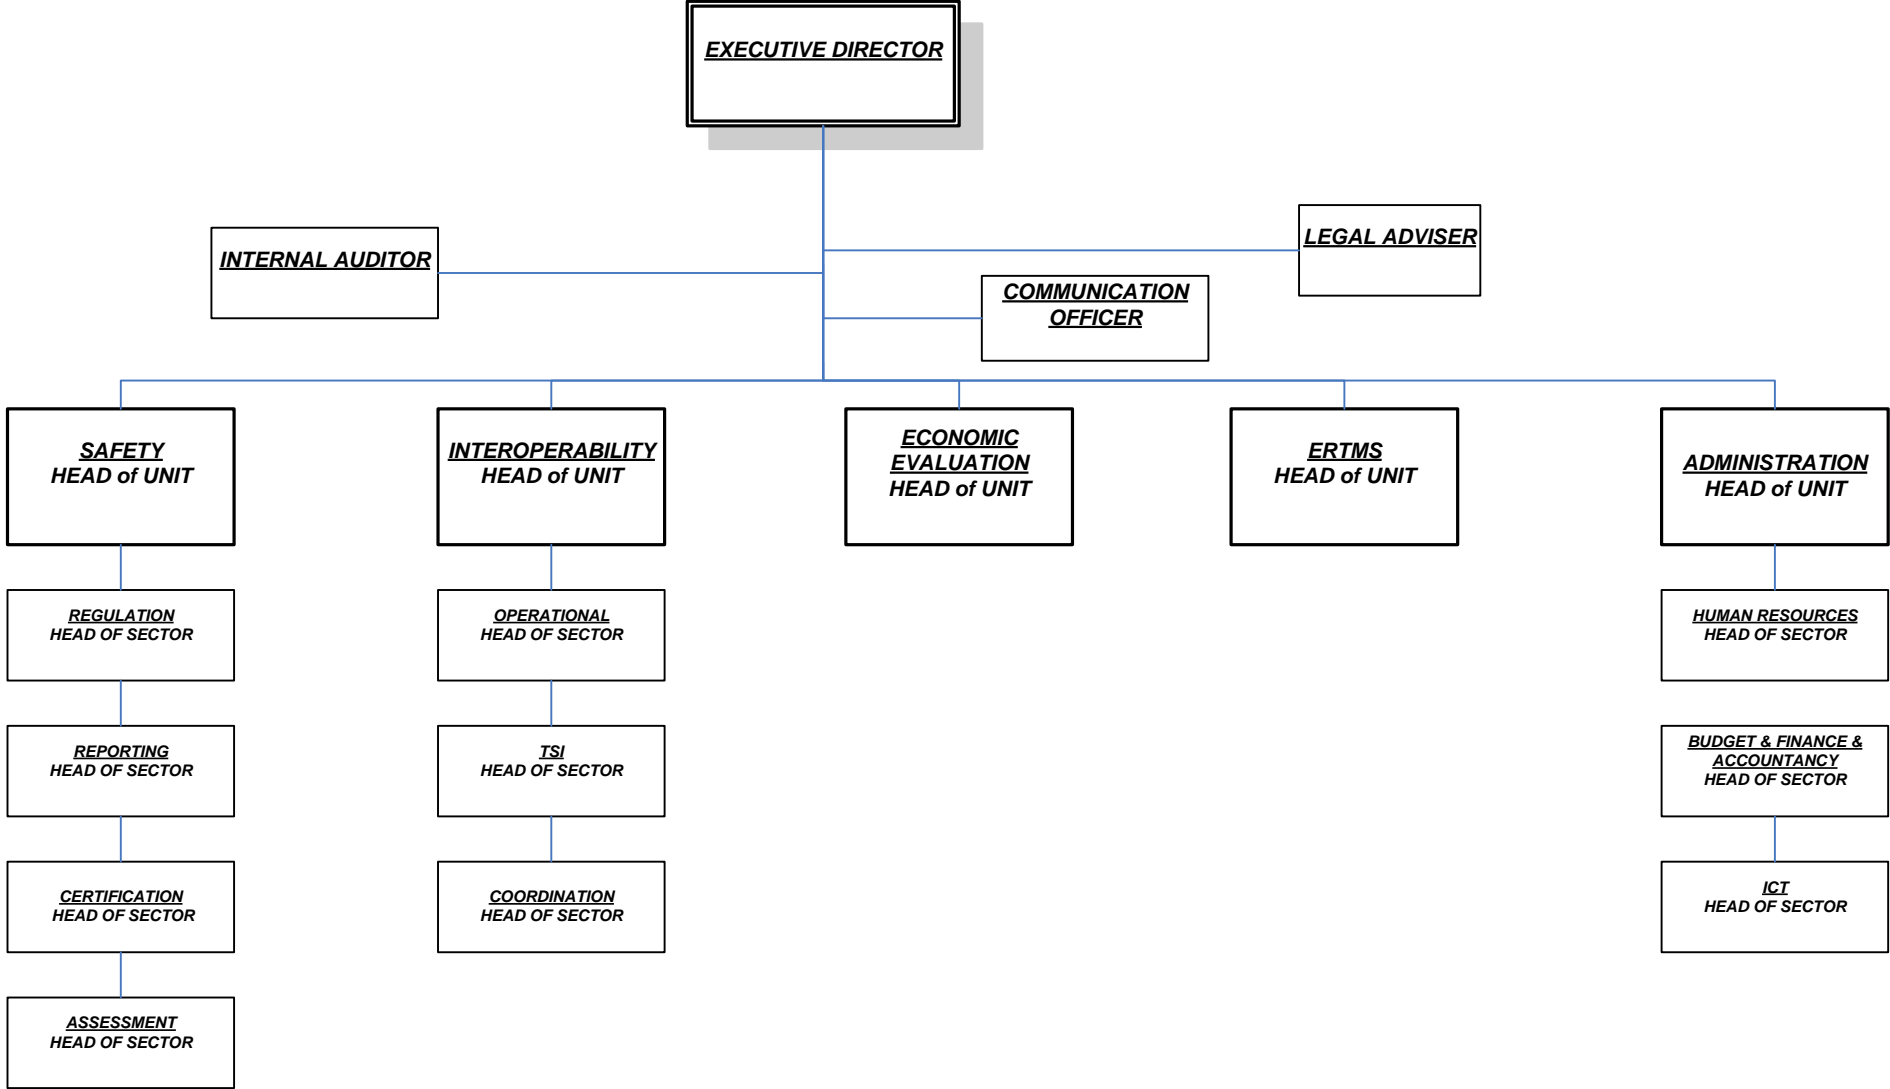 EXECUTIVE DIRECTOR
LEGAL ADVISER
INTERNAL AUDITOR
COMMUNICATION
OFFICER
SAFETY
HEAD of UNIT
INTEROPERABILITY
HEAD of UNIT
ECONOMIC
EVALUATION
HEAD of UNIT
ERTMS
HEAD of UNIT
ADMINISTRATION
HEAD of UNIT
REGULATION
HEAD OF SECTOR
OPERATIONAL
HEAD OF SECTOR
HUMAN RESOURCES
HEAD OF SECTOR
REPORTING
HEAD OF SECTOR
TSI
HEAD OF SECTOR
BUDGET & FINANCE &
ACCOUNTANCY
HEAD OF SECTOR
CERTIFICATION
HEAD OF SECTOR
COORDINATION
HEAD OF SECTOR
ICT
HEAD OF SECTOR
ASSESSMENT
HEAD OF SECTOR